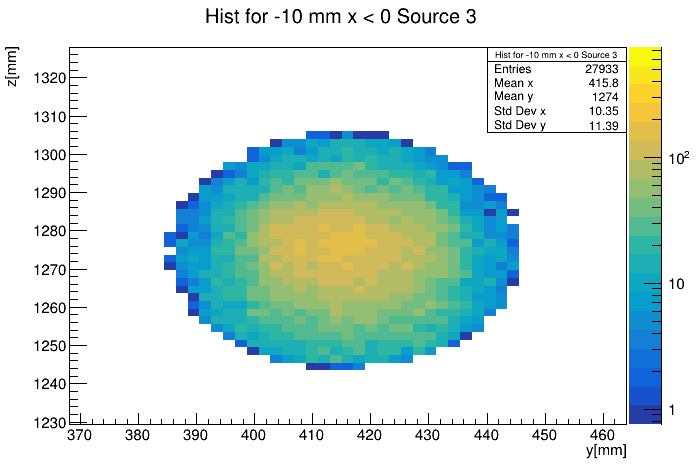 Hist for -10 mm x < 0 Source 3
z[mm]
Hist for -10 mm x < 0 Source 3
Entries 27933
Mean x 415.8
Mean y 1274
Std Dev x 10.35
Std Dev y 11.39
1320
1310
1300
1290
1280
1270
1260
1250
1240
1230
10²
10
1
370 380 390 400 410 420 430 440 450 460
y[mm]